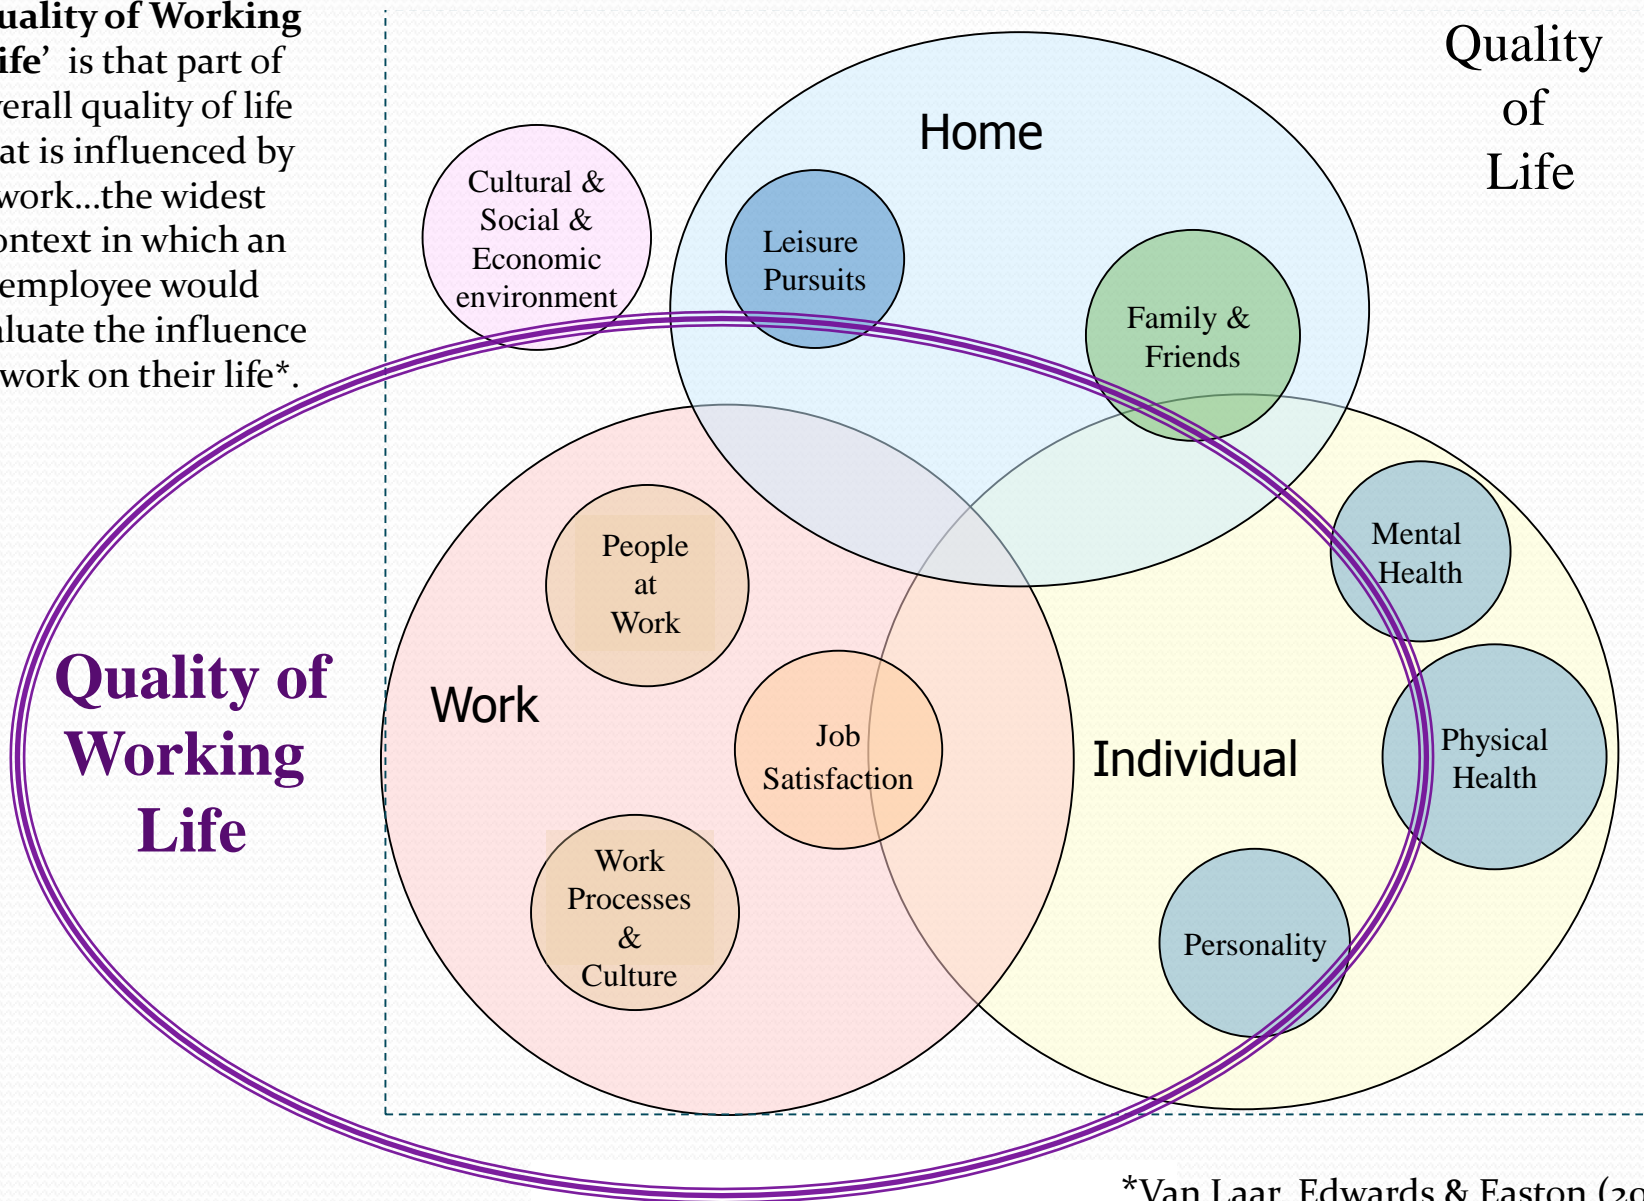 uality of Working
ife’ is that part of
verall quality of life
at is influenced by
work...the widest
ontext in which an
employee would
aluate the influence
work on their life*.
Quality
of
Life
Home
Cultural &
Social &
Economic
environment
Leisure
Pursuits
Family &
Friends
People
at
Work
Mental
Health
Work
Job
Satisfaction
Individual
Physical
Health
Quality of
Working
Life
Work
Processes
&
Culture
Personality
*Van Laar, Edwards & Easton (20